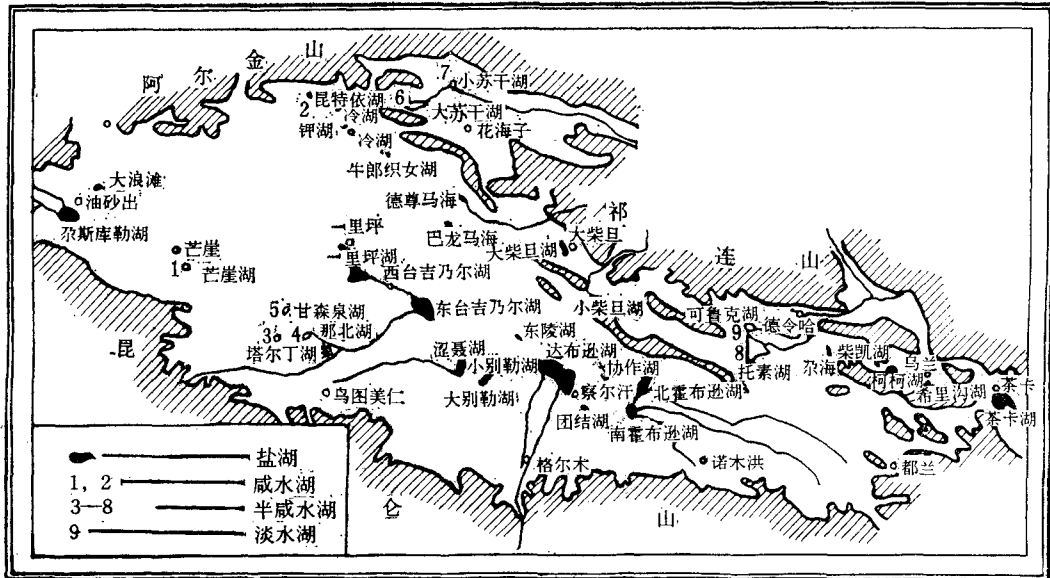 阿尔金山
7 小苏干湖
2 昆特依湖
6
大苏干湖
冷湖
钾湖
花海子
冷湖
牛郎织女湖
大浪滩
油砂出
尕斯库勒湖
德尊马海
祁
一里坪
巴龙马海
大柴旦
大柴旦湖
芒崖
1 芒崖湖
一里坪湖
西台吉乃尔湖
连山
5 甘森泉湖
东台吉乃尔湖
小柴旦湖
可鲁克湖
9 德令哈
3 4 那北湖
东陵湖
昆
塔尔丁湖
涩聂湖
达布逊湖
8
柴凯湖
小别勒湖
协作湖
托素湖
尕海
乌兰
柯柯湖
茶卡
乌图美仁
大别勒湖
察尔汗
北霍布逊湖
希里沟湖
团结湖
茶卡湖
南霍布逊湖
格尔木
诺木洪
都兰
仑
山
盐湖
1, 2 咸水湖
3—8 半咸水湖
9 淡水湖